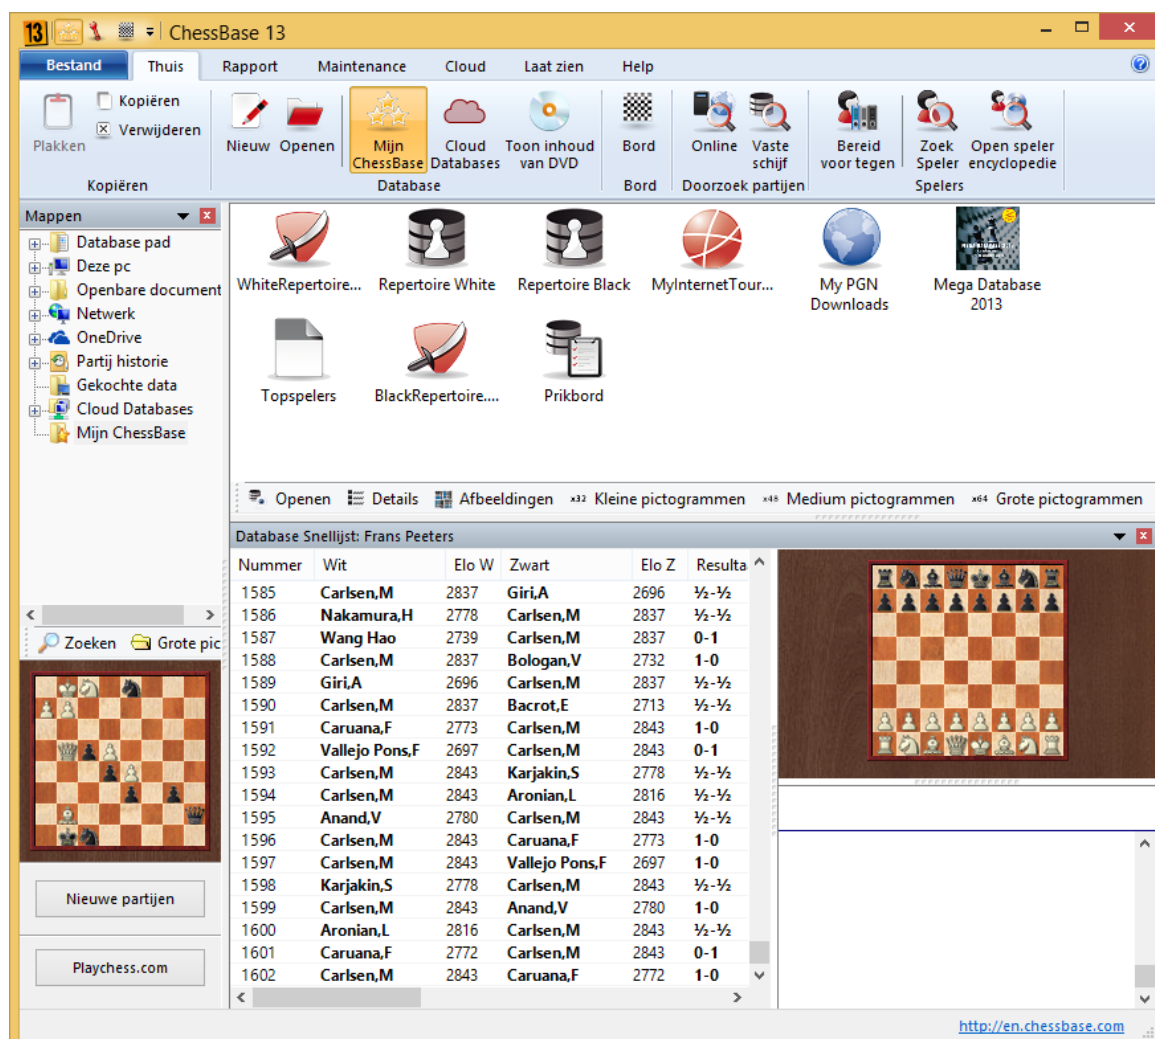 13 ChessBase 13
Bestand Thuis Rapport Maintenance Cloud Laat zien Help
Plakken Kopiëren Verwijderen
Nieuw Openen Mijn ChessBase Cloud Databases Toon inhoud van DVD Bord Online Vaste schijf Bereid voor tegen Zoek Speler Open speler encyclopedie
Kopiëren Database Bord Doorzoek partijen Spelers
Mappen
Database pad
Deze pc
Openbare document
Netwerk
OneDrive
Partij historie
Gekochte data
Cloud Databases
Mijn ChessBase
Zoeken Grote pic
Nieuwe partijen
Playchess.com
WhiteRepertoire... Repertoire White Repertoire Black MyInternetTour... My PGN Downloads Mega Database 2013
Topspelers BlackRepertoire.... Prikbord
Openen Details Afbeeldingen x32 Kleine pictogrammen x48 Medium pictogrammen x64 Grote pictogrammen
Database Snellijst: Frans Peeters
Nummer Wit Elo W Zwart Elo Z Resulta
1585 Carlsen,M 2837 Giri,A 2696 ½-½
1586 Nakamura,H 2778 Carlsen,M 2837 ½-½
1587 Wang Hao 2739 Carlsen,M 2837 0-1
1588 Carlsen,M 2837 Bologan,V 2732 1-0
1589 Giri,A 2696 Carlsen,M 2837 ½-½
1590 Carlsen,M 2837 Bacrot,E 2713 ½-½
1591 Caruana,F 2773 Carlsen,M 2843 1-0
1592 Vallejo Pons,F 2697 Carlsen,M 2843 0-1
1593 Carlsen,M 2843 Karjakin,S 2778 ½-½
1594 Carlsen,M 2843 Aronian,L 2816 ½-½
1595 Anand,V 2780 Carlsen,M 2843 ½-½
1596 Carlsen,M 2843 Caruana,F 2773 1-0
1597 Carlsen,M 2843 Vallejo Pons,F 2697 1-0
1598 Karjakin,S 2778 Carlsen,M 2843 ½-½
1599 Carlsen,M 2843 Anand,V 2780 1-0
1600 Aronian,L 2816 Carlsen,M 2843 ½-½
1601 Caruana,F 2772 Carlsen,M 2843 0-1
1602 Carlsen,M 2843 Caruana,F 2772 1-0
http://en.chessbase.com